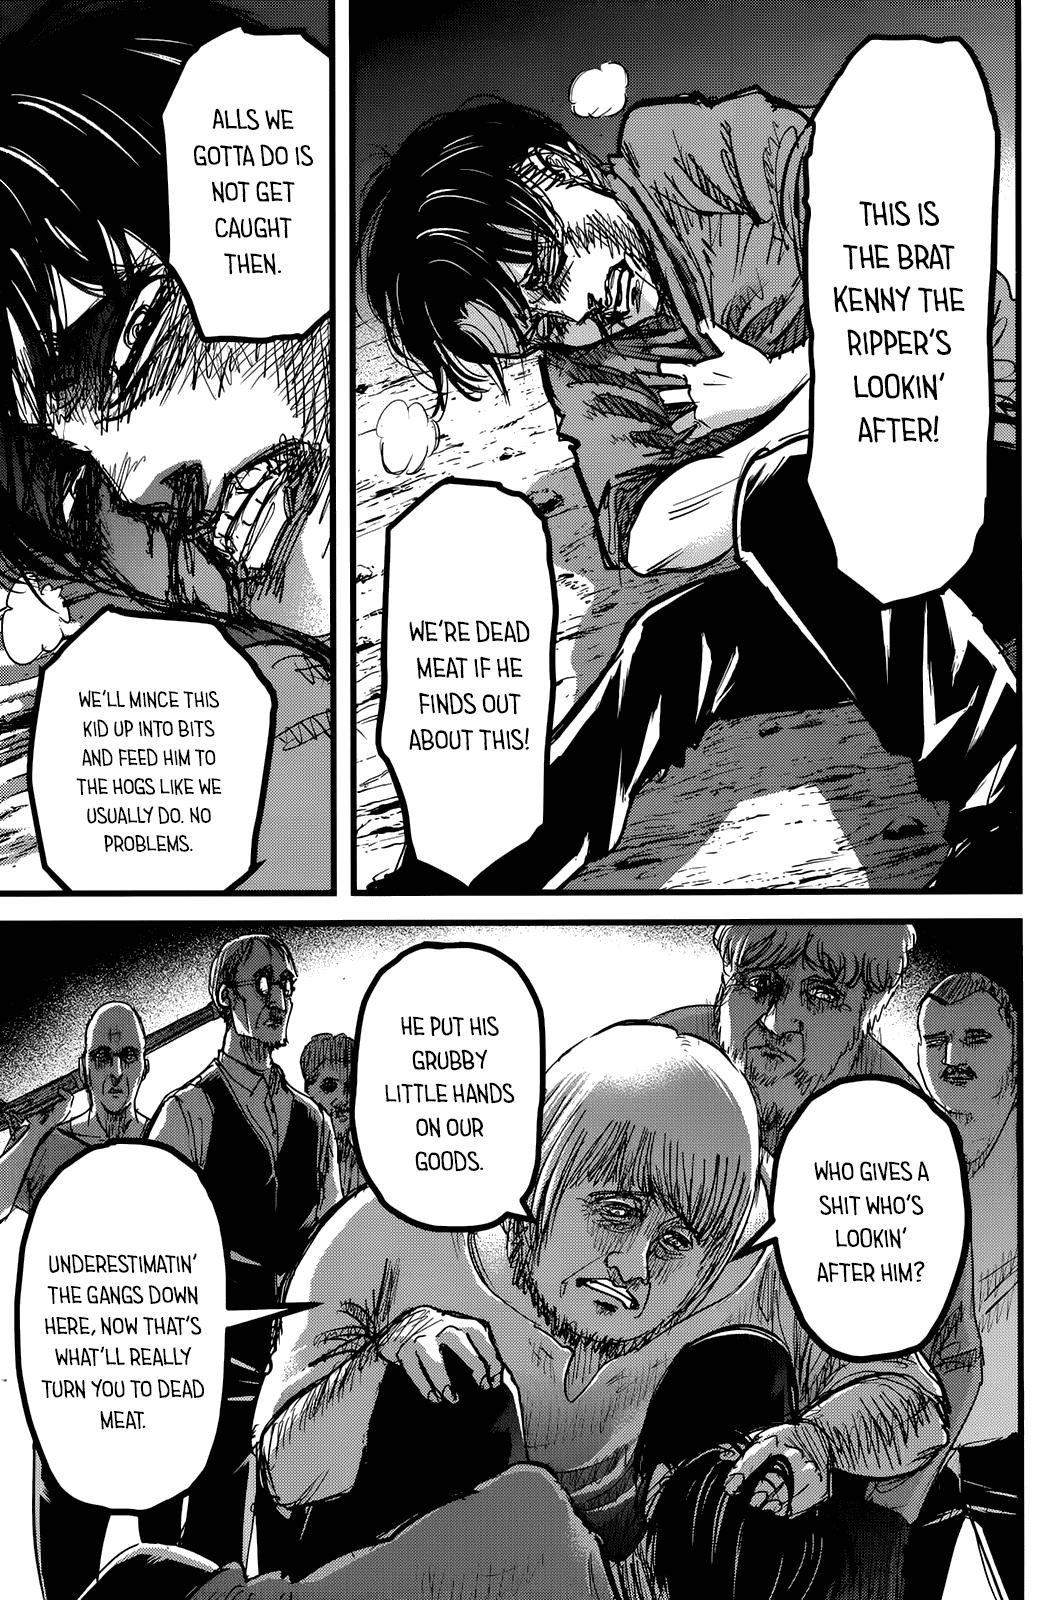 THIS IS
THE BRAT
KENNY THE
RIPPER'S
LOOKIN'
AFTER!
WE'RE DEAD
MEAT IF HE
FINDS OUT
ABOUT THIS!
ALLS WE
GOTTA DO IS
NOT GET
CAUGHT
THEN.
WE'LL MINCE THIS
KID UP INTO BITS
AND FEED HIM TO
THE HOGS LIKE WE
USUALLY DO. NO
PROBLEMS.
WHO GIVES A
SHIT WHO'S
LOOKIN'
AFTER HIM?
HE PUT HIS
GRUBBY
LITTLE HANDS
ON OUR
GOODS.
UNDERESTIMATIN'
THE GANGS DOWN
HERE, NOW THAT'S
WHAT'LL REALLY
TURN YOU TO DEAD
MEAT.